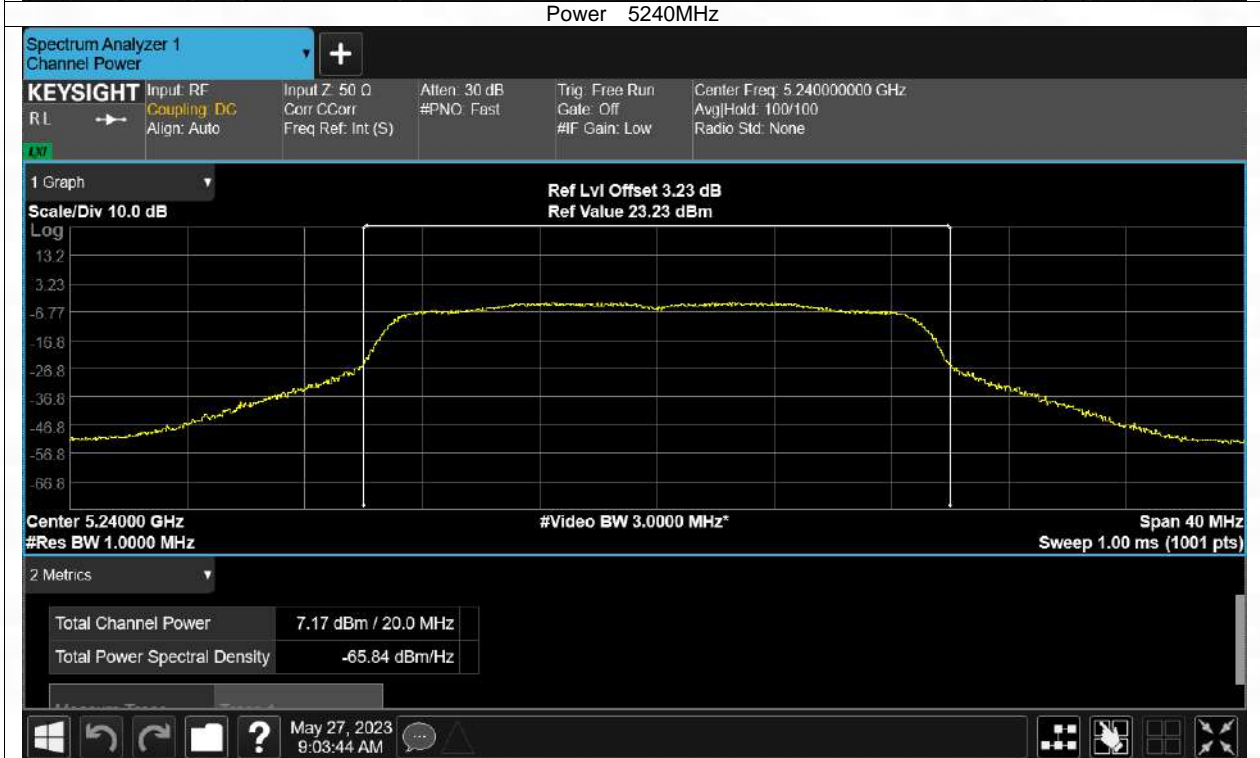 Power 5240MHz
Spectrum Analyzer 1
Channel Power
+
KEYSIGHT
RL
LXI
Input: RF
Coupling: DC
Align: Auto
Input Z: 50 Ω
Corr CCorr
Freq Ref: Int (S)
Atten: 30 dB
#PNO: Fast
Trig: Free Run
Gate: Off
#IF Gain: Low
Center Freq: 5.240000000 GHz
Avg|Hold: 100/100
Radio Std: None
1 Graph
Ref Lvl Offset 3.23 dB
Scale/Div 10.0 dB
Ref Value 23.23 dBm
Log
13.2
3.23
-6.77
-16.8
-26.8
-36.8
-46.8
-56.8
-66.8
Center 5.24000 GHz
#Video BW 3.0000 MHz*
Span 40 MHz
#Res BW 1.0000 MHz
Sweep 1.00 ms (1001 pts)
2 Metrics
Total Channel Power 7.17 dBm / 20.0 MHz
Total Power Spectral Density -65.84 dBm/Hz
?
May 27, 2023
9:03:44 AM